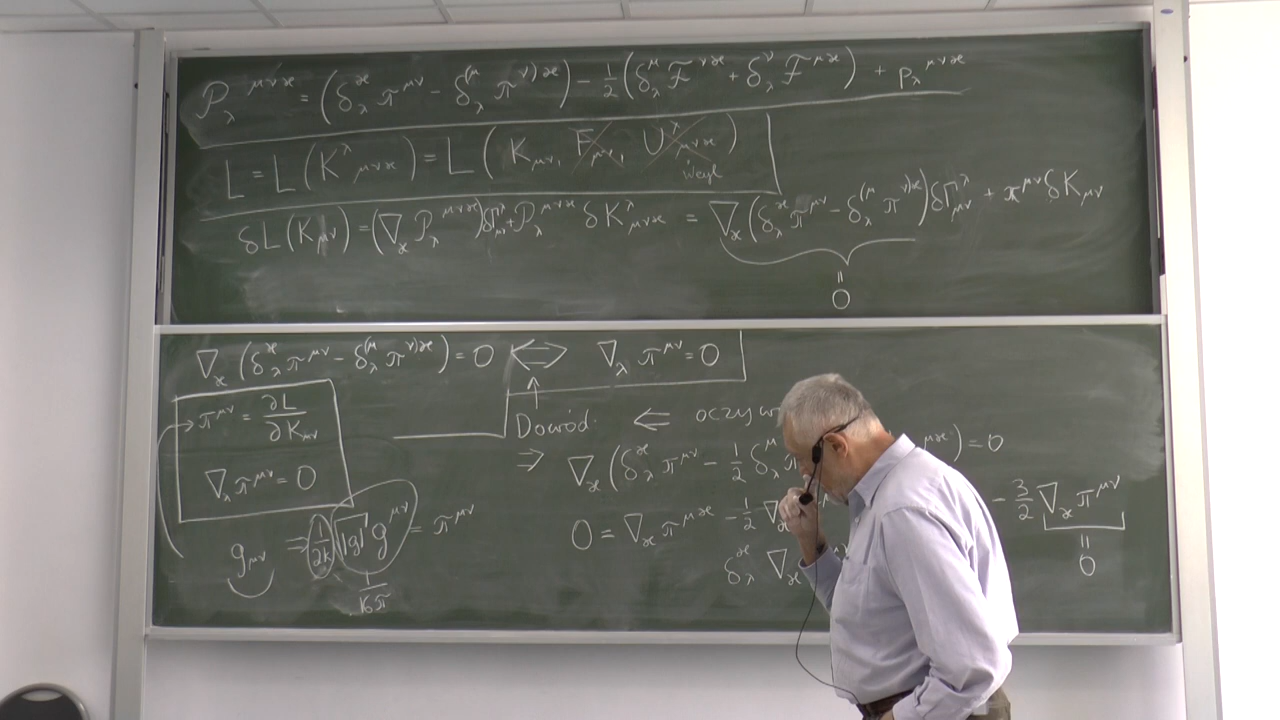 𝒫_λ^{μνϰ} = (δ_λ^ϰ π^{μν} − δ_λ^{(μ} π^{ν)ϰ}) − 1/2 (δ_λ^μ ℱ^{νϰ} + δ_λ^ν ℱ^{μϰ}) + p_λ^{μνϰ}
L = L(K^λ_{μνϰ}) = L(K_{μν}, F_{μν}, U^λ_{μνϰ})
Weyl
δL(K_{μν}) = (∇_ϰ 𝒫_λ^{μνϰ}) δΓ^λ_{μν} + 𝒫_λ^{μνϰ} δK^λ_{μνϰ} = ∇_ϰ (δ_λ^ϰ π^{μν} − δ_λ^{(μ} π^{ν)ϰ}) δΓ^λ_{μν} + π^{μν} δK_{μν}
= 0
∇_ϰ (δ_λ^ϰ π^{μν} − δ_λ^{(μ} π^{ν)ϰ}) = 0 ⇔ ∇_λ π^{μν} = 0
π^{μν} = ∂L/∂K_{μν}
∇_λ π^{μν} = 0
g_{μν} ⇒ 1/2k √|g| g^{μν} = π^{μν}
1/16π
Dowód: ⇐
⇒ ∇_ϰ (δ_λ^ϰ π^{μν} − 1/2 δ_λ^μ
) = 0
0 = ∇_ϰ π^{μϰ} − 1/2 ∇
− 3/2 ∇_ϰ π^{μν}
= 0
δ_λ^ϰ ∇_ϰ